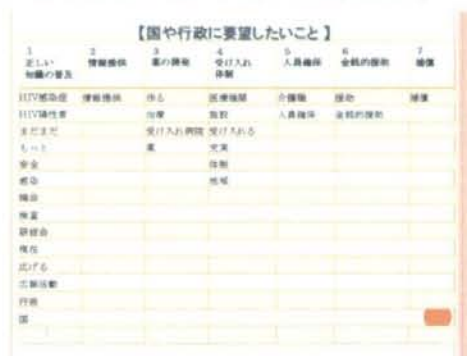 【国や行政に要望したいこと】
1 2 3 4 5 6 7
正しい 知識の普及 情報提供 薬の開発 受け入れ 体制 人員確保 金銭的援助 補償
HIV感染症 情報提供 作る 医療機関 介護職 援助 補償
HIV陽性者 治療 施設 人員確保 金銭的援助
まだまだ 受け入れ病院 受け入れる
もっと 薬 充実
安全 体制
感染 地域
機会
検査
研修会
現在
広げる
広報活動
行政
国